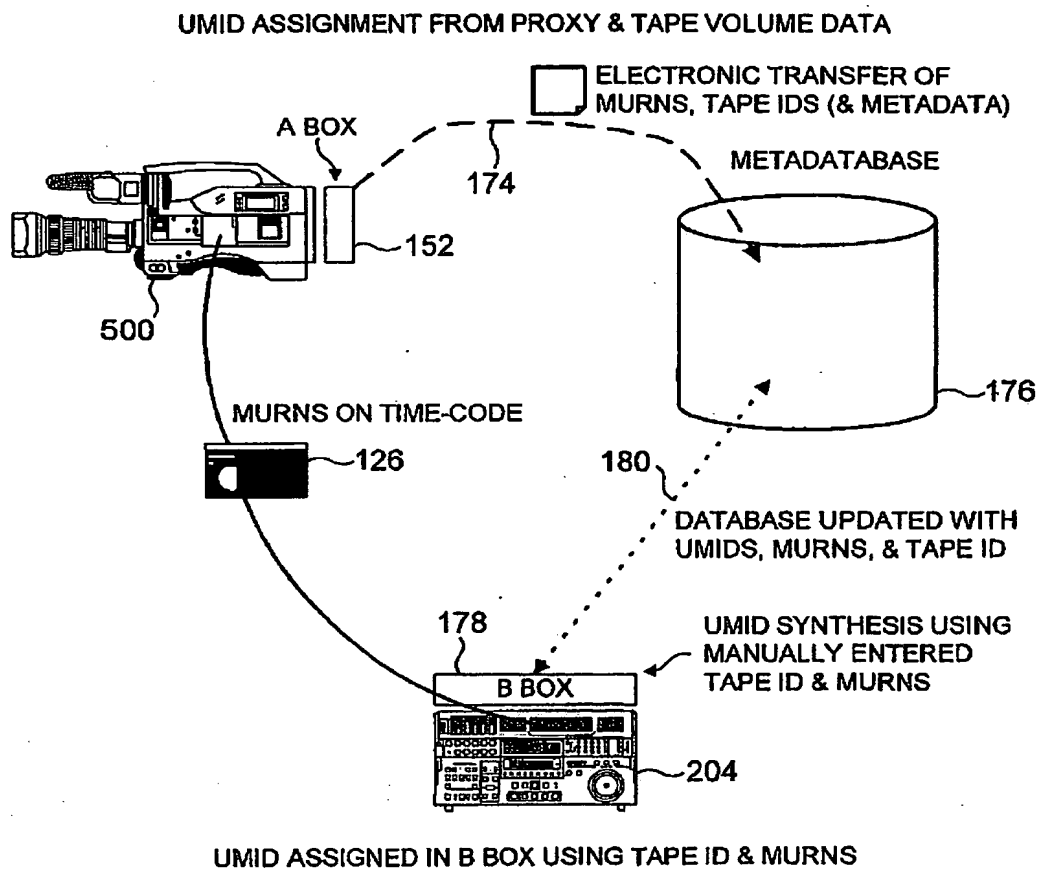 UMID ASSIGNMENT FROM PROXY & TAPE VOLUME DATA
ELECTRONIC TRANSFER OF
MURNS, TAPE IDS (& METADATA)
A BOX
174
METADATABASE
152
500
MURNS ON TIME-CODE
126
176
180
DATABASE UPDATED WITH
UMIDS, MURNS, & TAPE ID
178
UMID SYNTHESIS USING
MANUALLY ENTERED
TAPE ID & MURNS
B BOX
204
UMID ASSIGNED IN B BOX USING TAPE ID & MURNS